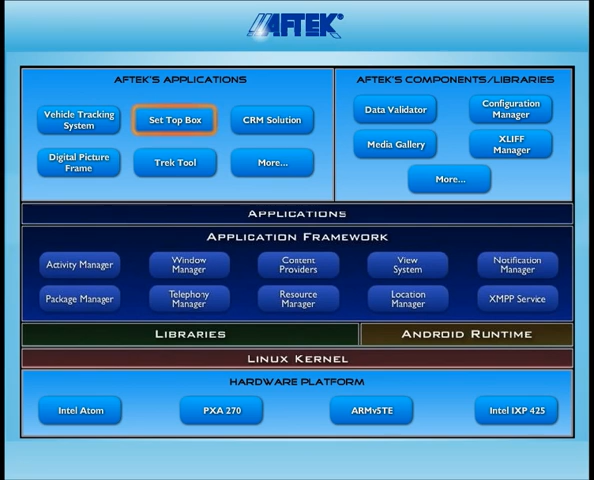 AFTEK
AFTEK'S APPLICATIONS
Vehicle Tracking
System
Set Top Box
CRM Solution
Digital Picture
Frame
Trek Tool
More...
AFTEK'S COMPONENTS/LIBRARIES
Data Validator
Configuration
Manager
Media Gallery
XLIFF
Manager
More...
APPLICATIONS
APPLICATION FRAMEWORK
Activity Manager
Window
Manager
Content
Providers
View
System
Notification
Manager
Package Manager
Telephony
Manager
Resource
Manager
Location
Manager
XMPP Service
LIBRARIES
ANDROID RUNTIME
LINUX KERNEL
HARDWARE PLATFORM
Intel Atom
PXA 270
ARMv5TE
Intel IXP 425